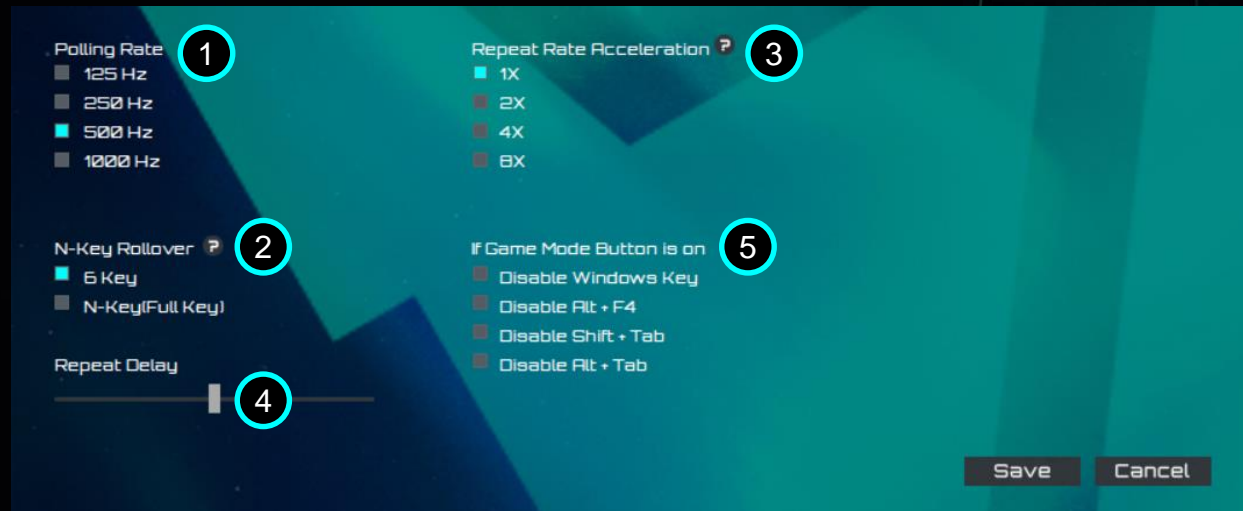 Polling Rate 1
125 Hz
250 Hz
500 Hz
1000 Hz
Repeat Rate Acceleration ? 3
1X
2X
4X
8X
N-Key Rollover ? 2
6 Key
N-Key(Full Key)
If Game Mode Button is on 5
Disable Windows Key
Disable Alt + F4
Disable Shift + Tab
Disable Alt + Tab
Repeat Delay
4
Save Cancel